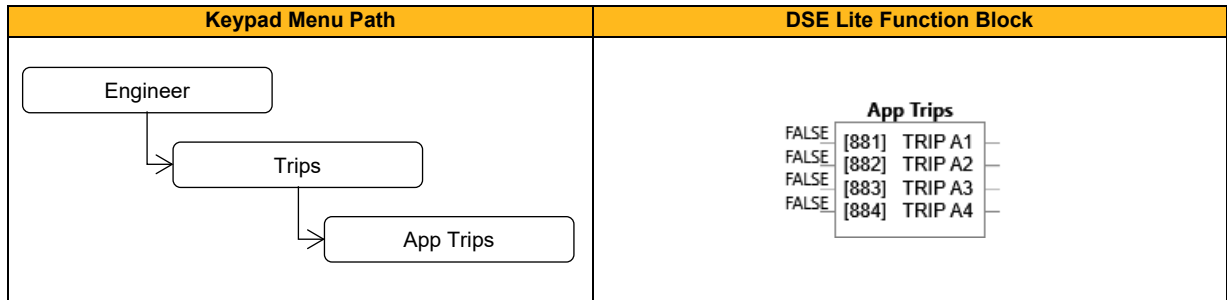 Keypad Menu Path
DSE Lite Function Block
Engineer
Trips
App Trips
App Trips
FALSE [881] TRIP A1
FALSE [882] TRIP A2
FALSE [883] TRIP A3
FALSE [884] TRIP A4